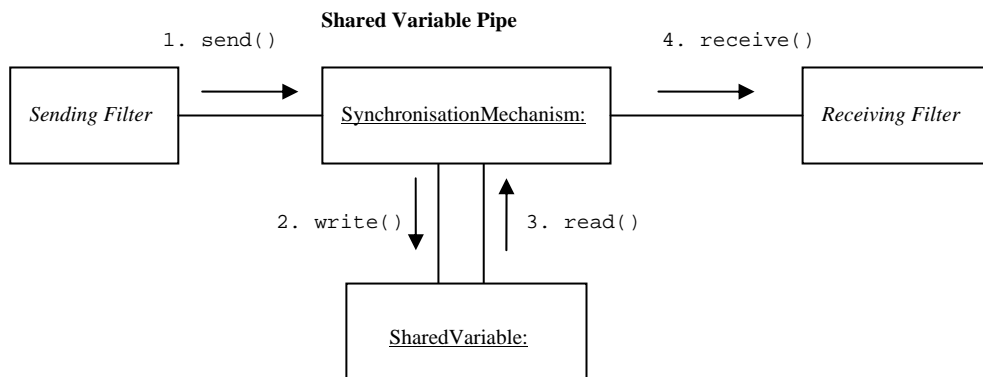 Shared Variable Pipe
1. send()
4. receive()
Sending Filter
SynchronisationMechanism:
Receiving Filter
2. write()
3. read()
SharedVariable: